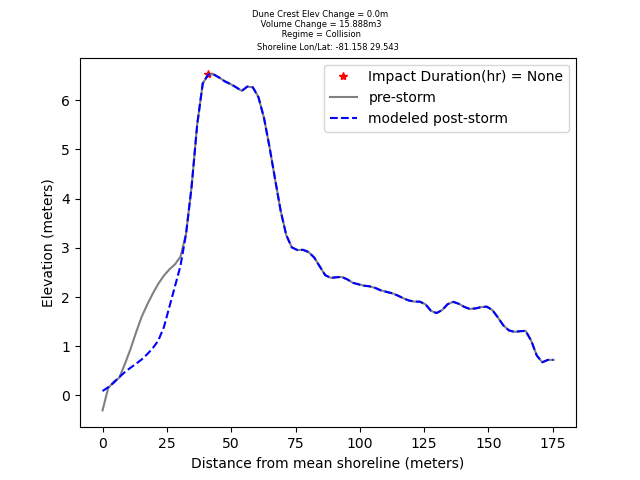 Dune Crest Elev Change = 0.0m
Volume Change = 15.888m3
Regime = Collision
Shoreline Lon/Lat: -81.158 29.543
Impact Duration(hr) = None
pre-storm
modeled post-storm
Elevation (meters)
6
5
4
3
2
1
0
0 25 50 75 100 125 150 175
Distance from mean shoreline (meters)